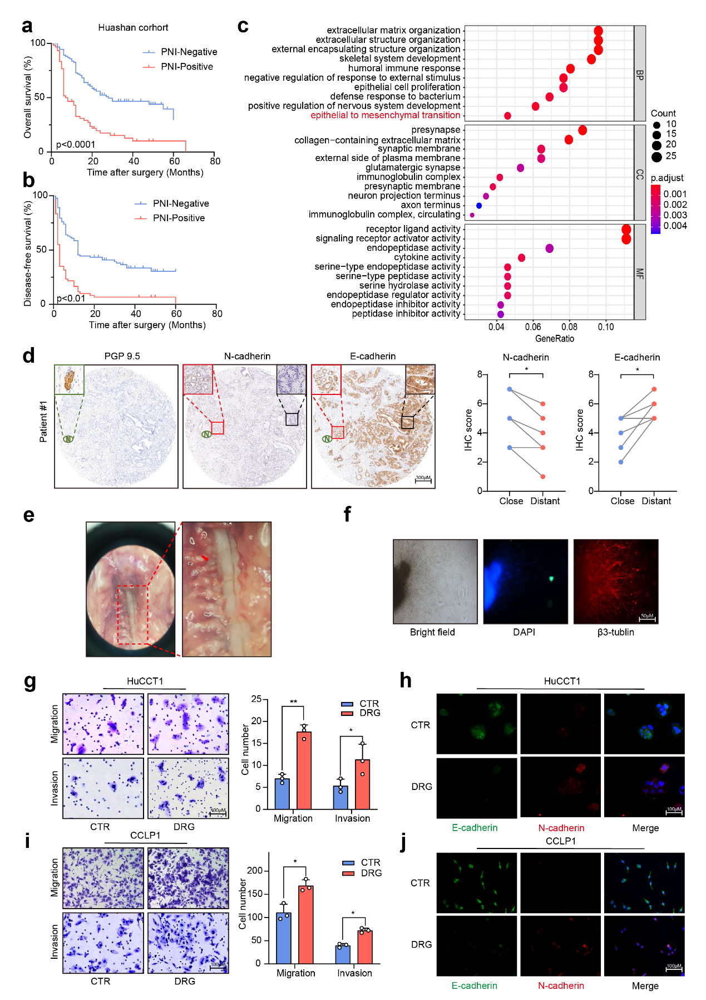 a
Huashan corhort
100
50
0
Overall survival (%)
PNI-Negative
PNI-Positive
p<0.0001
0 20 40 60 80
Time after surgery (Months)
b
100
50
0
Disease-free survival (%)
PNI-Negative
PNI-Positive
p<0.01
0 20 40 60 80
Time after surgery (Months)
c
extracellular matrix organization
extracellular structure organization
external encapsulating structure organization
skeletal system development
humoral immune response
negative regulation of response to external stimulus
epithelial cell proliferation
defense response to bacterium
positive regulation of nervous system development
epithelial to mesenchymal transition
BP
presynapse
collagen−containing extracellular matrix
synaptic membrane
external side of plasma membrane
glutamatergic synapse
immunoglobulin complex
presynaptic membrane
neuron projection terminus
axon terminus
immunoglobulin complex, circulating
CC
receptor ligand activity
signaling receptor activator activity
endopeptidase activity
cytokine activity
serine−type endopeptidase activity
serine−type peptidase activity
serine hydrolase activity
endopeptidase regulator activity
endopeptidase inhibitor activity
peptidase inhibitor activity
MF
0.04 0.06 0.08 0.10
GeneRatio
Count
10
15
20
25
p.adjust
0.001
0.002
0.003
0.004
d
PGP 9.5
N-cadherin
E-cadherin
Patient #1
N
N
N
300μM
N-cadherin
8
6
4
2
0
IHC score
*
Close Distant
E-cadherin
8
6
4
2
0
IHC score
*
Close Distant
e
f
50μM
Bright field
DAPI
β3-tublin
g
HuCCT1
Migration
Invasion
100μM
CTR
DRG
25
20
15
10
5
0
Cell number
**
*
CTR
DRG
Migration
Invasion
h
HuCCT1
CTR
DRG
100μM
E-cadherin
N-cadherin
Merge
i
CCLP1
Migration
Invasion
100μM
CTR
DRG
200
150
100
50
0
Cell number
*
*
CTR
DRG
Migration
Invasion
j
CCLP1
CTR
DRG
100μM
E-cadherin
N-cadherin
Merge